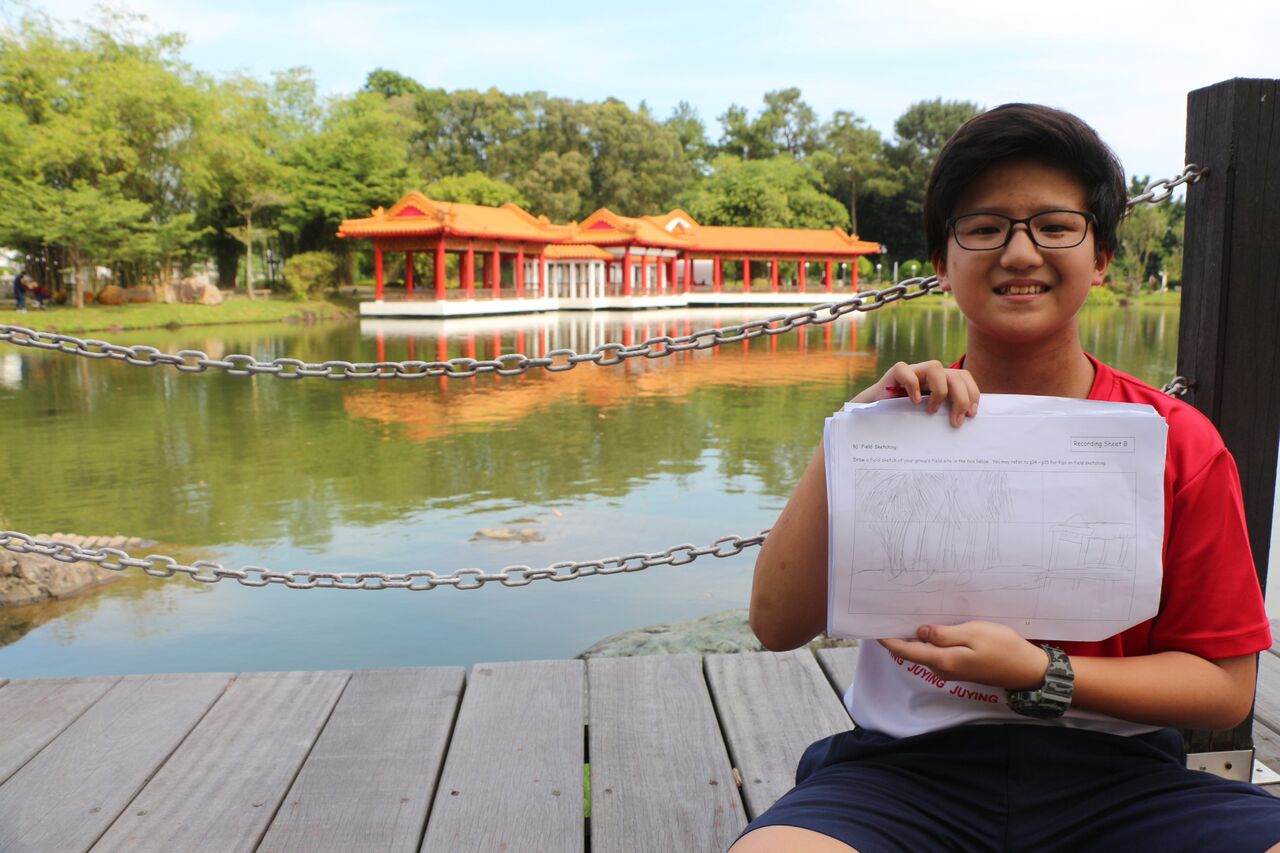 b) Field Sketching
Recording Sheet B
Draw a field sketch of your group's field site in the box below. You may refer to p14 – p15 for tips on field sketching.
JUYING JUYING